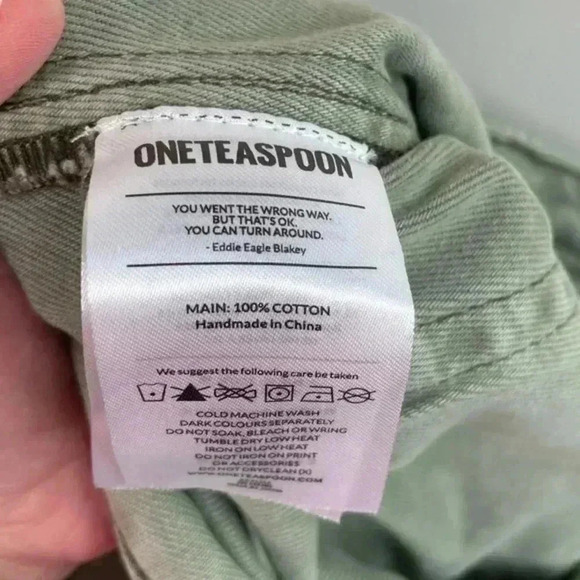 ONETEASPOON
YOU WENT THE WRONG WAY.
BUT THAT'S OK.
YOU CAN TURN AROUND.
- Eddie Eagle Blakey
MAIN: 100% COTTON
Handmade in China
We suggest the following care be taken
COLD MACHINE WASH
DARK COLOURS SEPARATELY
DO NOT SOAK, BLEACH OR WRING
TUMBLE DRY LOW HEAT
IRON ON LOW HEAT
DO NOT IRON ON PRINT
OR ACCESSORIES
DO NOT DRYCLEAN (X)
WWW.ONETEASPOON.COM